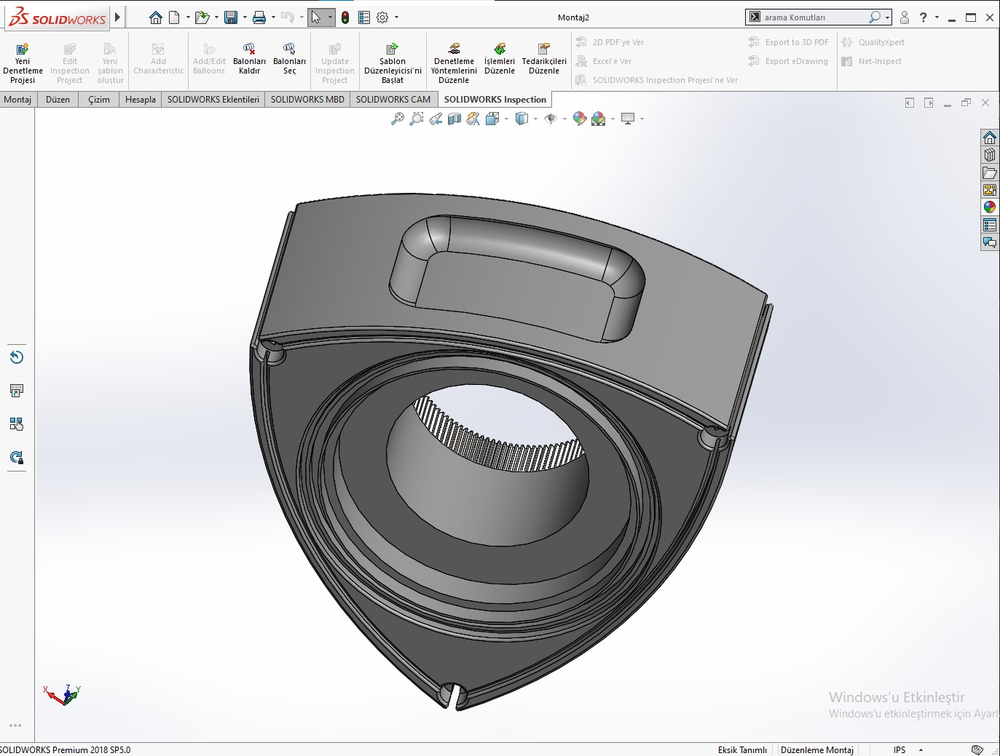 SOLIDWORKS
Montaj2
arama Komutları
Yeni Denetleme Projesi
Edit Inspection Project
Yeni şablon oluştur
Add Characteristic
Add/Edit Balloons
Balonları Kaldır
Balonları Seç
Update Inspection Project
Şablon Düzenleyicisi'ni Başlat
Denetleme Yöntemlerini Düzenle
İşlemleri Düzenle
Tedarikçileri Düzenle
2D PDF'ye Ver
Excel'e Ver
SOLIDWORKS Inspection Projesi'ne Ver
Export to 3D PDF
Export eDrawing
QualityXpert
Net-Inspect
Montaj
Düzen
Çizim
Hesapla
SOLIDWORKS Eklentileri
SOLIDWORKS MBD
SOLIDWORKS CAM
SOLIDWORKS Inspection
X
Z
Y
Windows'u Etkinleştir
Windows'u etkinleştirmek için Ayarl
SOLIDWORKS Premium 2018 SP5.0
Eksik Tanımlı
Düzenleme Montaj
IPS